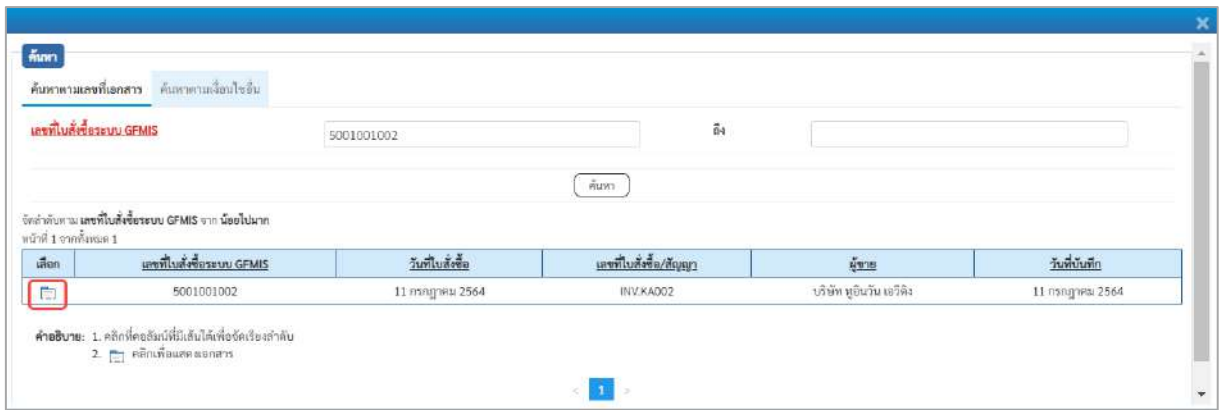 ค้นหา
ค้นหาตามเลขที่เอกสาร ค้นหาตามเงื่อนไขอื่น
เลขที่ใบสั่งซื้อระบบ GFMIS 5001001002 ถึง
ค้นหา
จัดลำดับตาม เลขที่ใบสั่งซื้อระบบ GFMIS จาก น้อยไปมาก
หน้าที่ 1 จากทั้งหมด 1
เลือก เลขที่ใบสั่งซื้อระบบ GFMIS วันที่ใบสั่งซื้อ เลขที่ใบสั่งซื้อ/สัญญา ผู้ขาย วันที่บันทึก
5001001002 11 กรกฎาคม 2564 INV.KA002 บริษัท ทูอินวัน เอวีคิง 11 กรกฎาคม 2564
คำอธิบาย: 1. คลิกที่คอลัมน์ที่มีเส้นใต้เพื่อจัดเรียงลำดับ
2. คลิกเพื่อแสดงเอกสาร
< 1 >